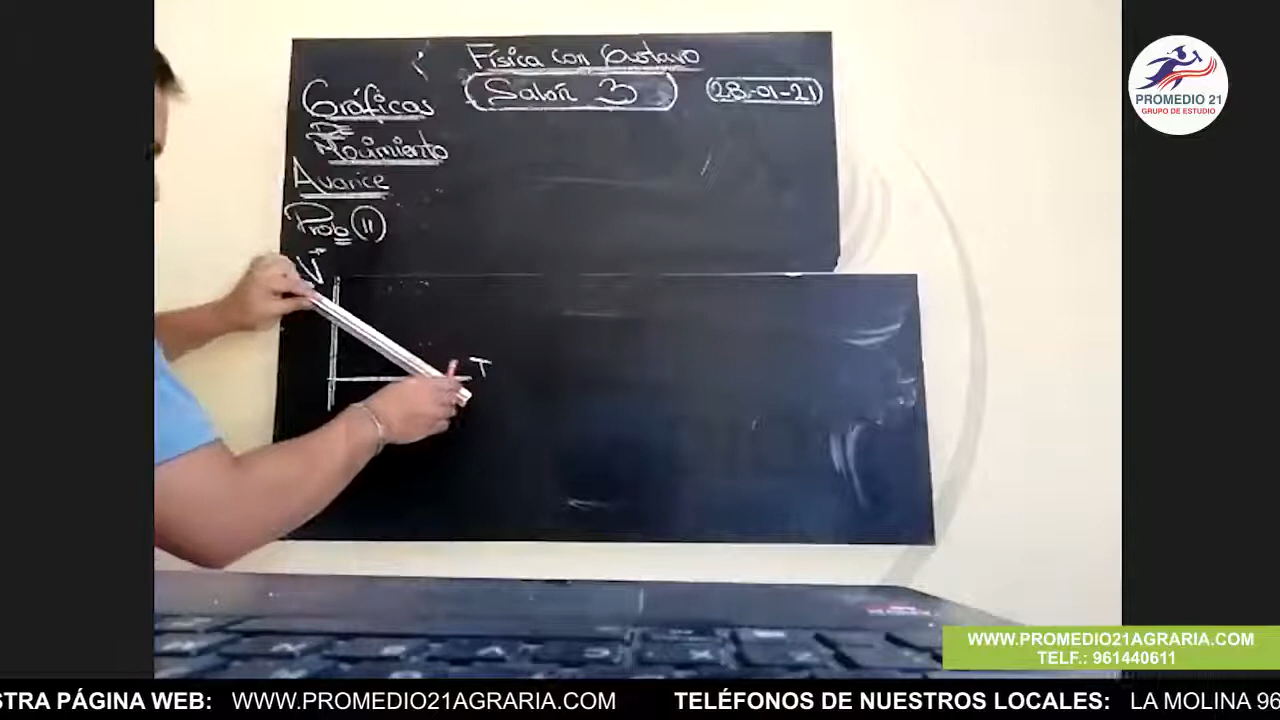 Física con Gustavo
Salón 3
28-01-21
Gráficas
De
Movimiento
Avance
Prob (11)
V
T
PROMEDIO 21
GRUPO DE ESTUDIO
WWW.PROMEDIO21AGRARIA.COM
TELF.: 961440611
STRA PÁGINA WEB: WWW.PROMEDIO21AGRARIA.COM TELÉFONOS DE NUESTROS LOCALES: LA MOLINA 96